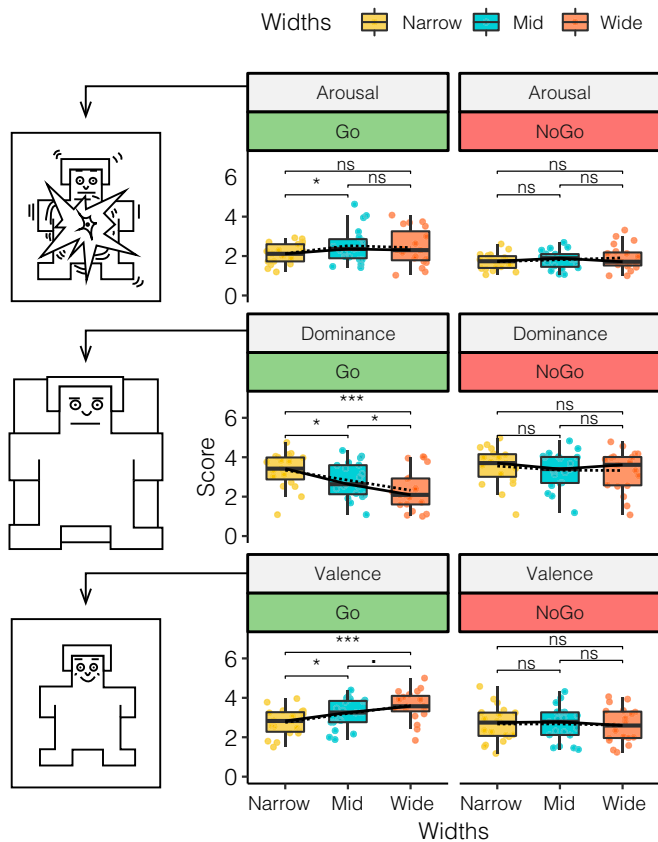 Widths Narrow Mid Wide
Arousal Arousal
Go NoGo
ns ns
* ns ns ns
6
4
2
0
Dominance Dominance
Go NoGo
*** ns
* * ns ns
6
4
2
0
Score
Valence Valence
Go NoGo
*** ns
* . ns ns
6
4
2
0
Narrow Mid Wide Narrow Mid Wide
Widths